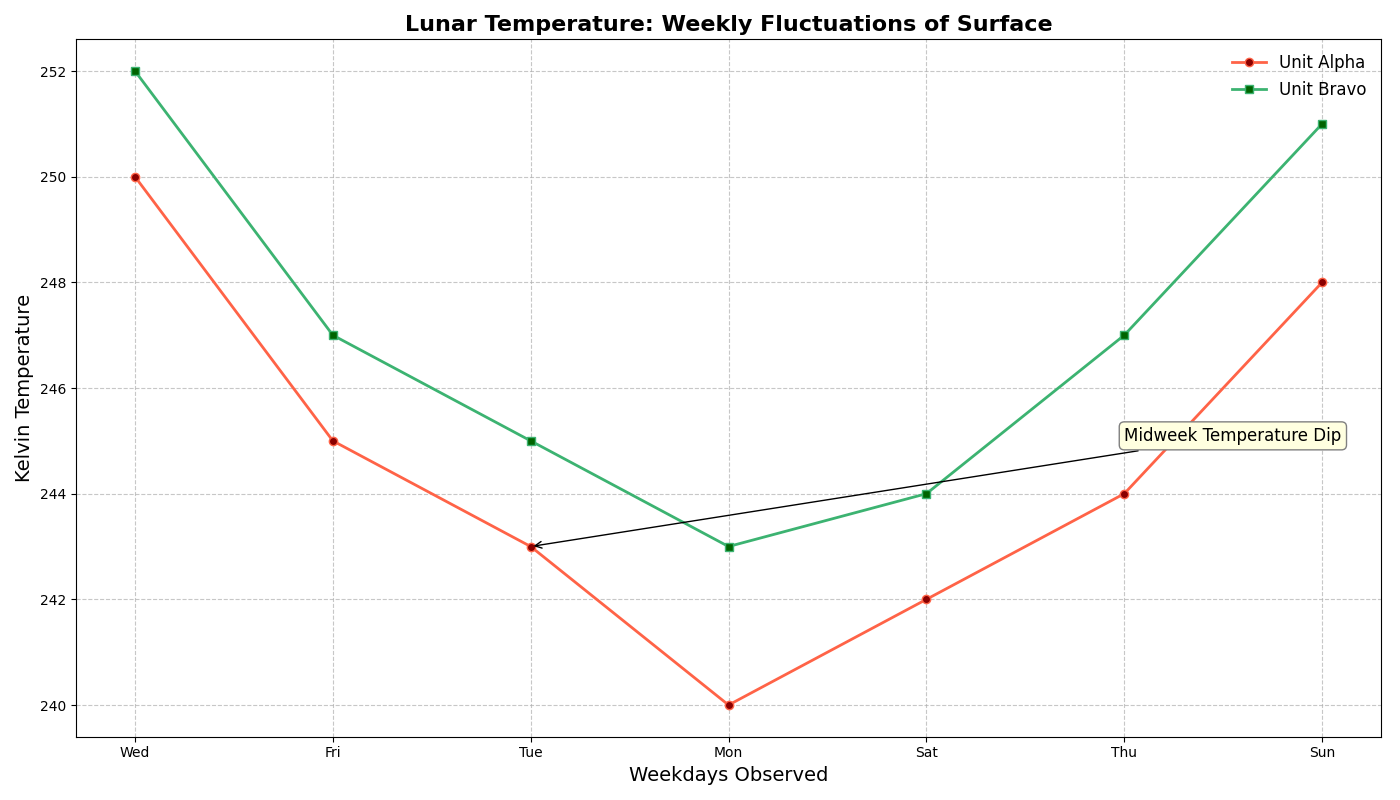 Lunar Temperature: Weekly Fluctuations of Surface
Unit Alpha
Unit Bravo
252
250
248
246
244
242
240
Kelvin Temperature
Midweek Temperature Dip
Wed Fri Tue Mon Sat Thu Sun
Weekdays Observed